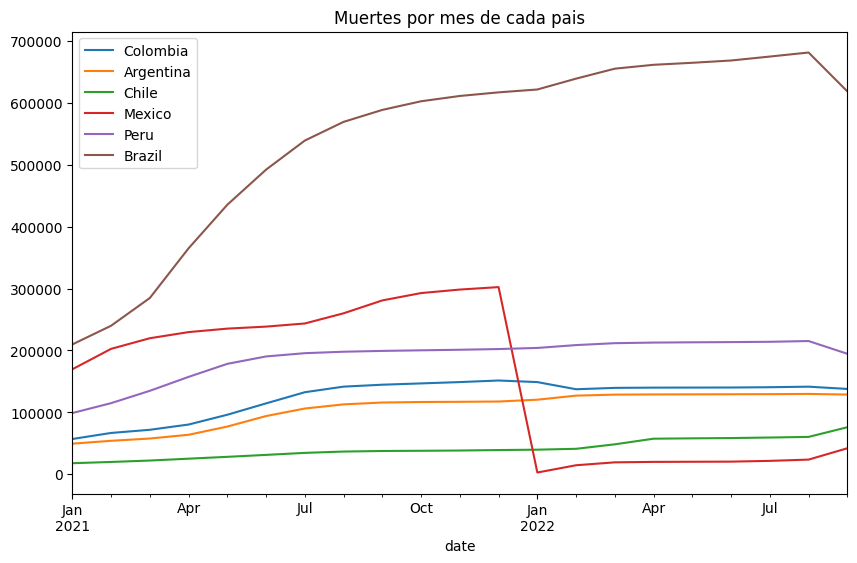 Muertes por mes de cada pais
700000
600000
500000
400000
300000
200000
100000
0
Colombia
Argentina
Chile
Mexico
Peru
Brazil
Jan Apr Jul Oct Jan Apr Jul
2021 2022
date